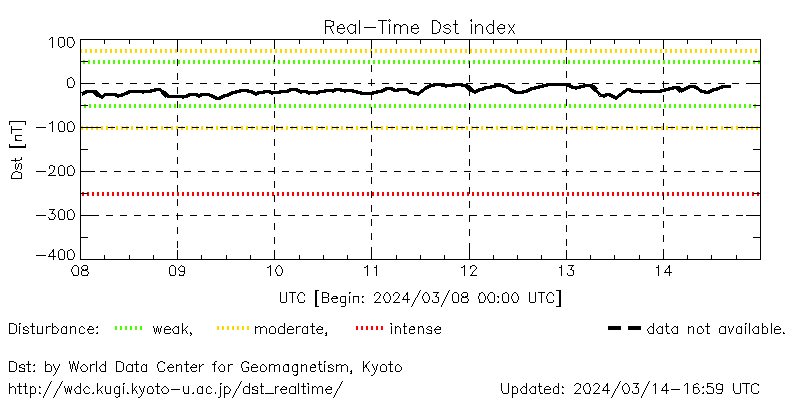 Real-Time Dst index
100
0
-100
-200
-300
-400
Dst [nT]
08 09 10 11 12 13 14
UTC [Begin: 2024/03/08 00:00 UTC]
Disturbance: weak, moderate, intense data not available.
Dst: by World Data Center for Geomagnetism, Kyoto
http://wdc.kugi.kyoto-u.ac.jp/dst_realtime/ Updated: 2024/03/14-16:59 UTC